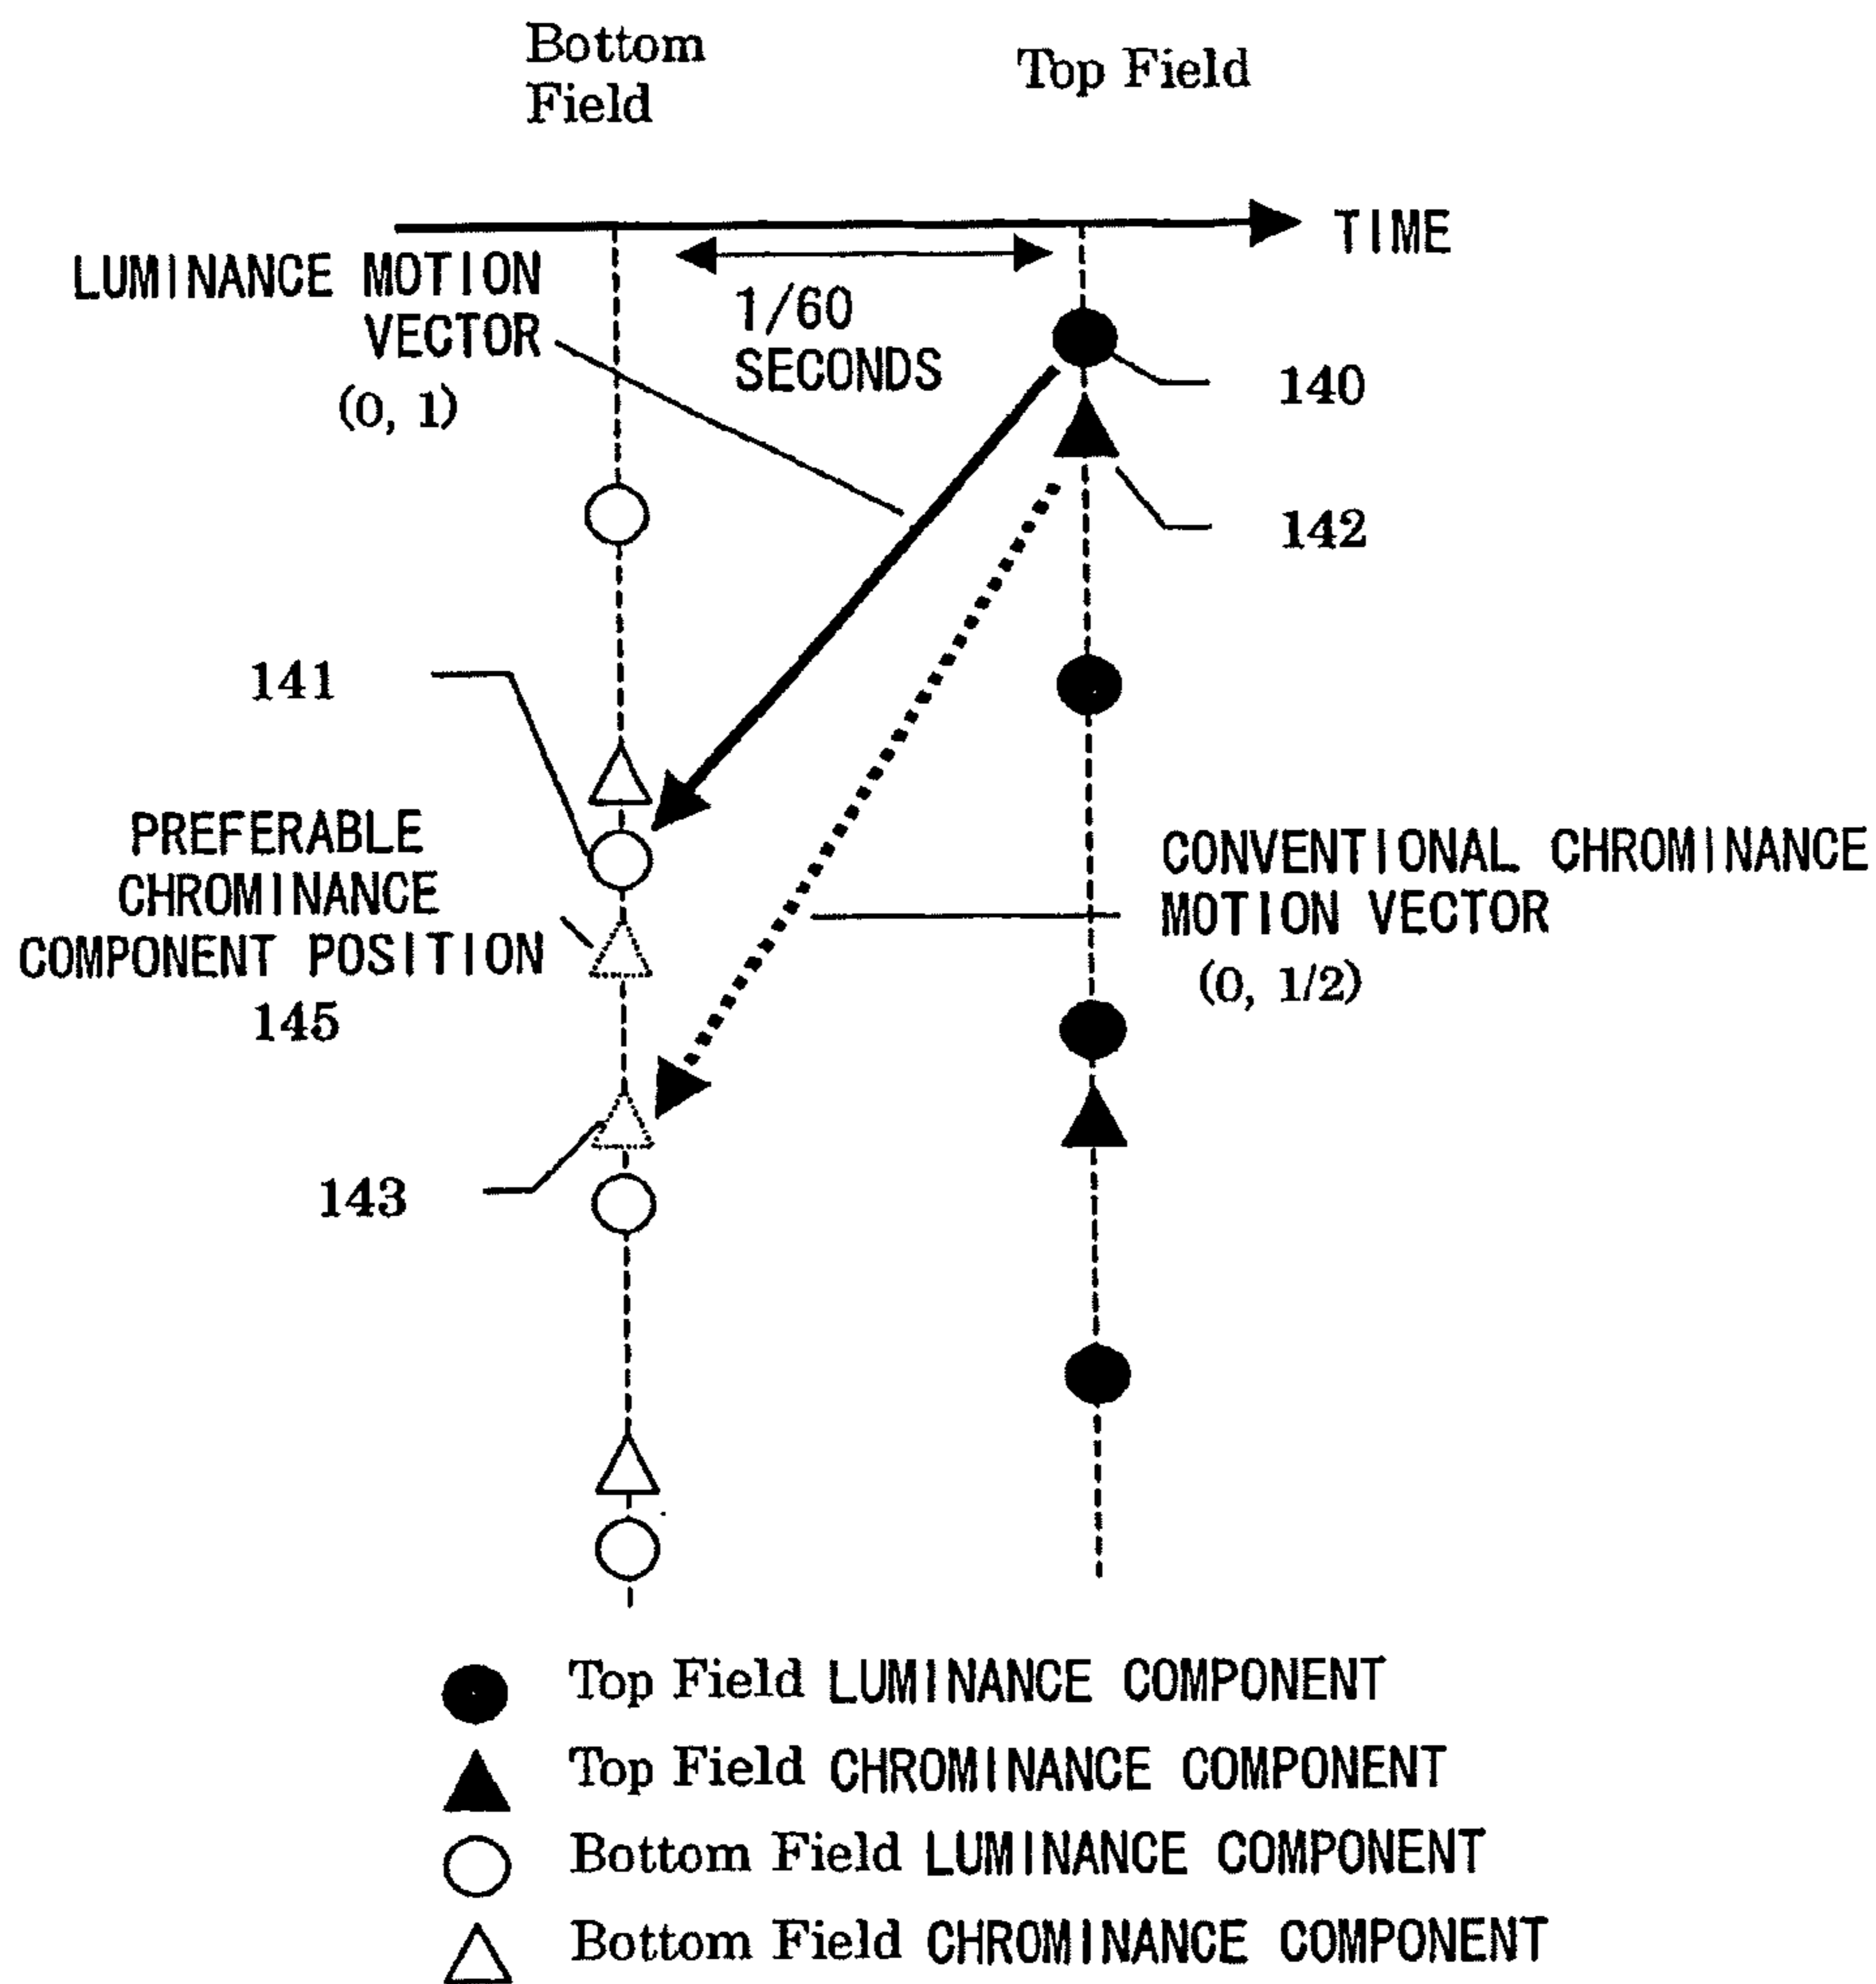 Bottom
Field
Top Field
TIME
LUMINANCE MOTION
VECTOR
(0, 1)
1/60
SECONDS
140
142
141
PREFERABLE
CHROMINANCE
COMPONENT POSITION
145
CONVENTIONAL CHROMINANCE
MOTION VECTOR
(0, 1/2)
143
Top Field LUMINANCE COMPONENT
Top Field CHROMINANCE COMPONENT
Bottom Field LUMINANCE COMPONENT
Bottom Field CHROMINANCE COMPONENT